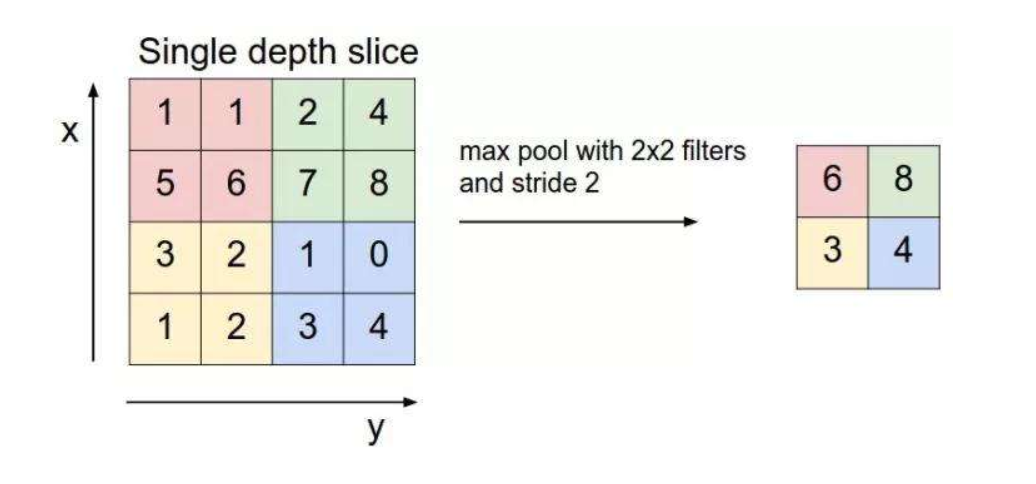 Single depth slice
x
1 1 2 4
5 6 7 8
3 2 1 0
1 2 3 4
y
max pool with 2x2 filters
and stride 2
6 8
3 4